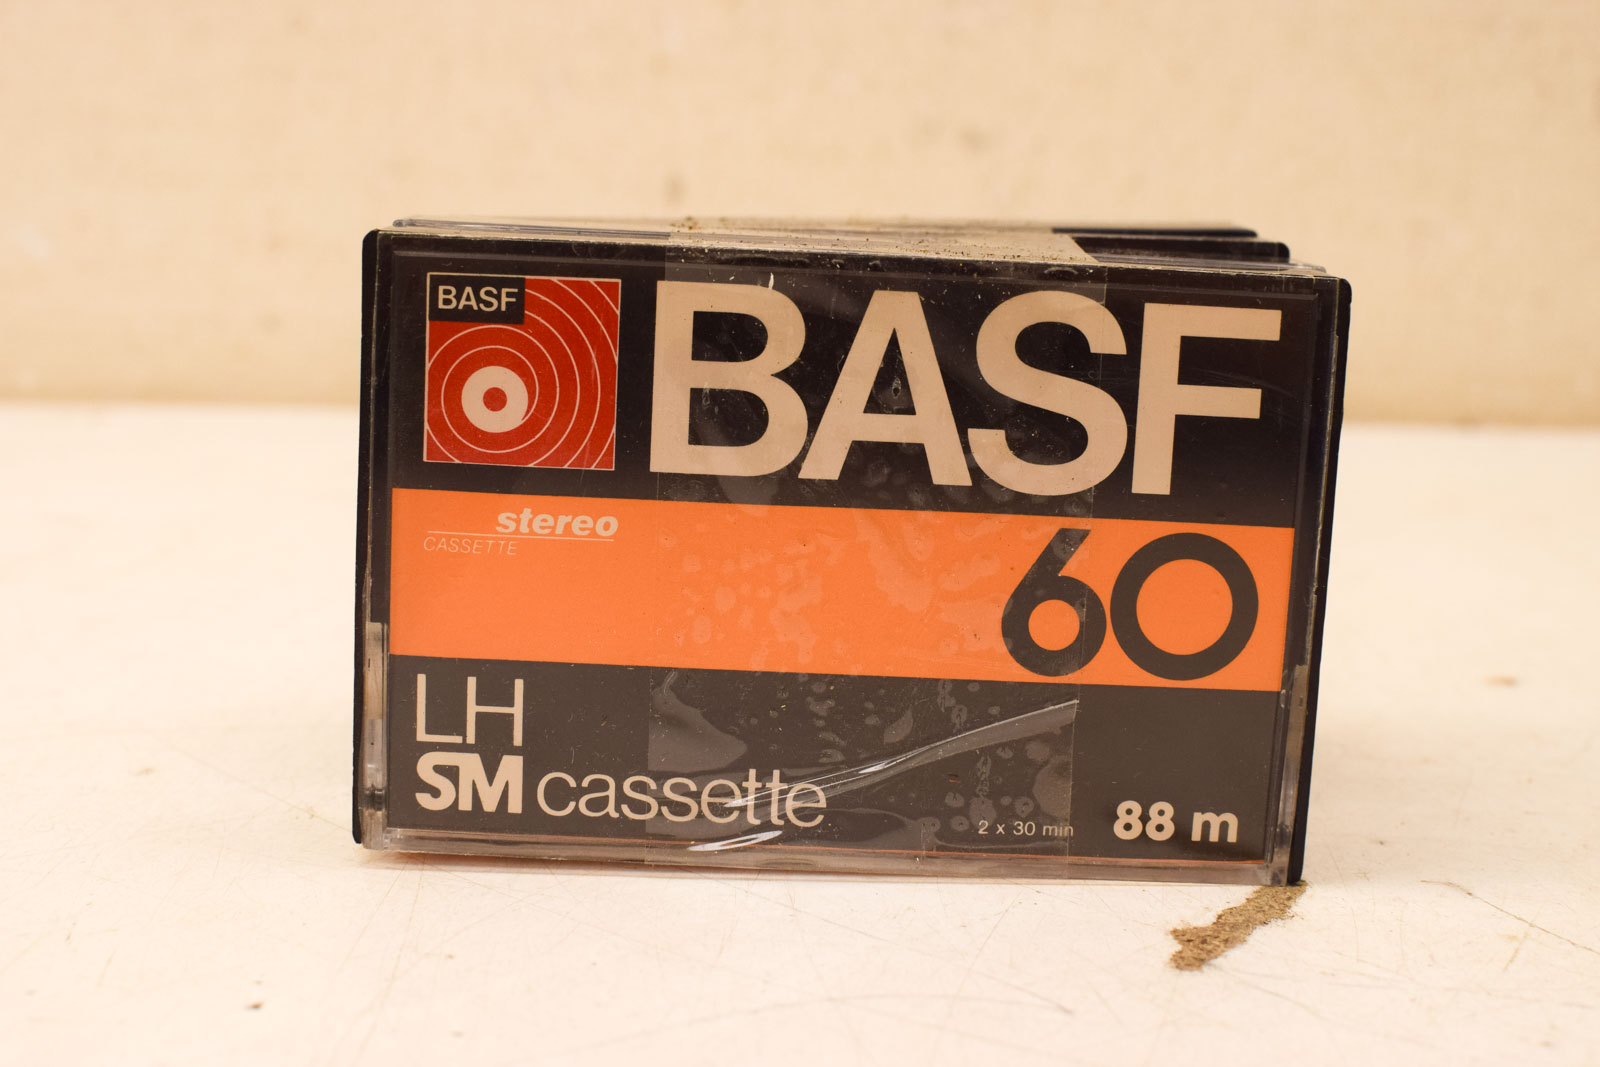 BASF
BASF
stereo
CASSETTE
60
LH
SM cassette
2 x 30 min
88 m